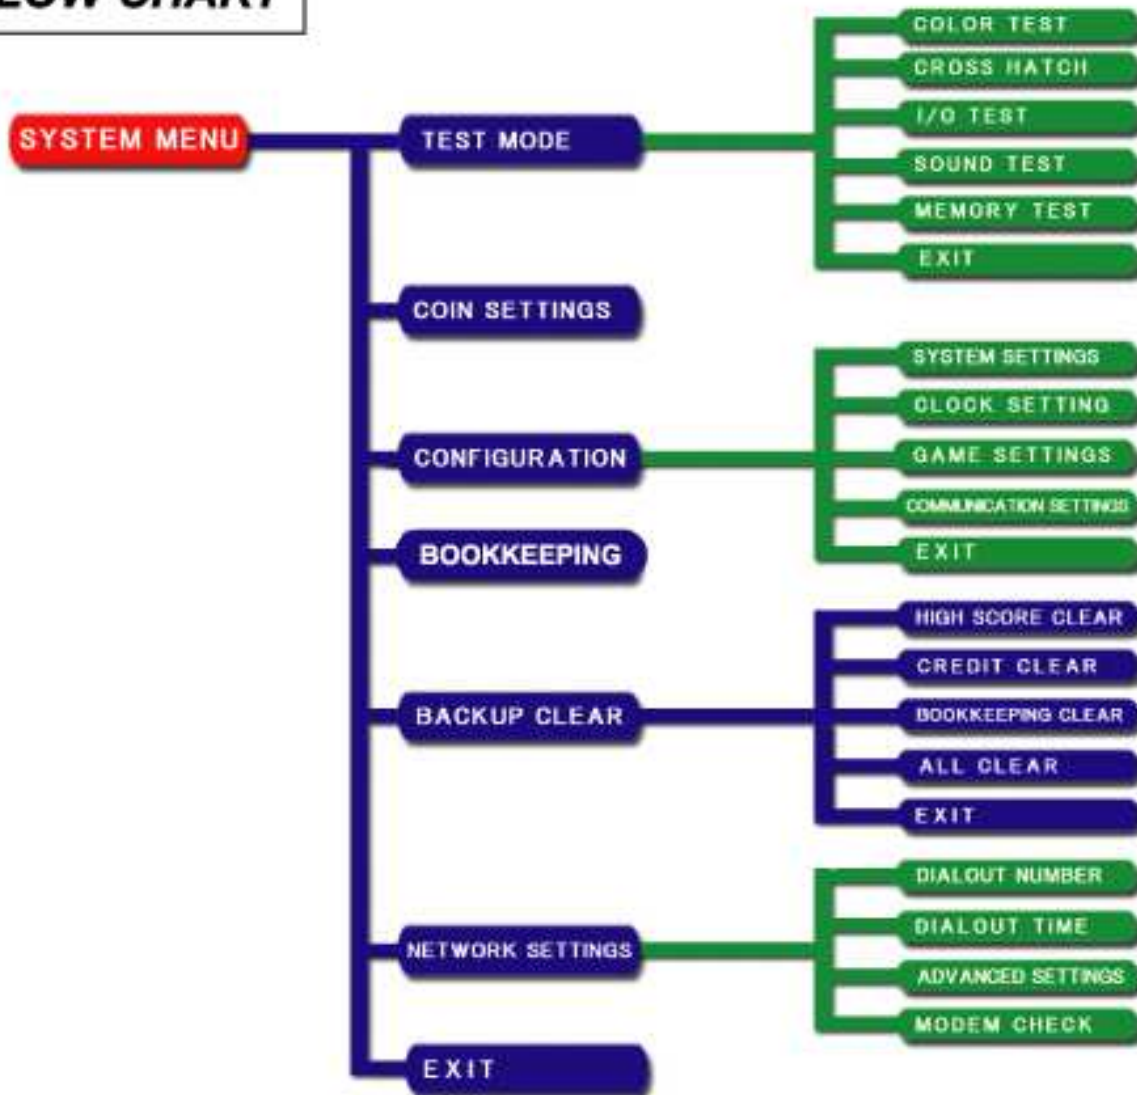 LOW CHART
SYSTEM MENU
TEST MODE
COLOR TEST
CROSS HATCH
I/O TEST
SOUND TEST
MEMORY TEST
EXIT
COIN SETTINGS
CONFIGURATION
SYSTEM SETTINGS
CLOCK SETTING
GAME SETTINGS
COMMUNICATION SETTINGS
EXIT
BOOKKEEPING
BACKUP CLEAR
HIGH SCORE CLEAR
CREDIT CLEAR
BOOKKEEPING CLEAR
ALL CLEAR
EXIT
NETWORK SETTINGS
DIALOUT NUMBER
DIALOUT TIME
ADVANCED SETTINGS
MODEM CHECK
EXIT